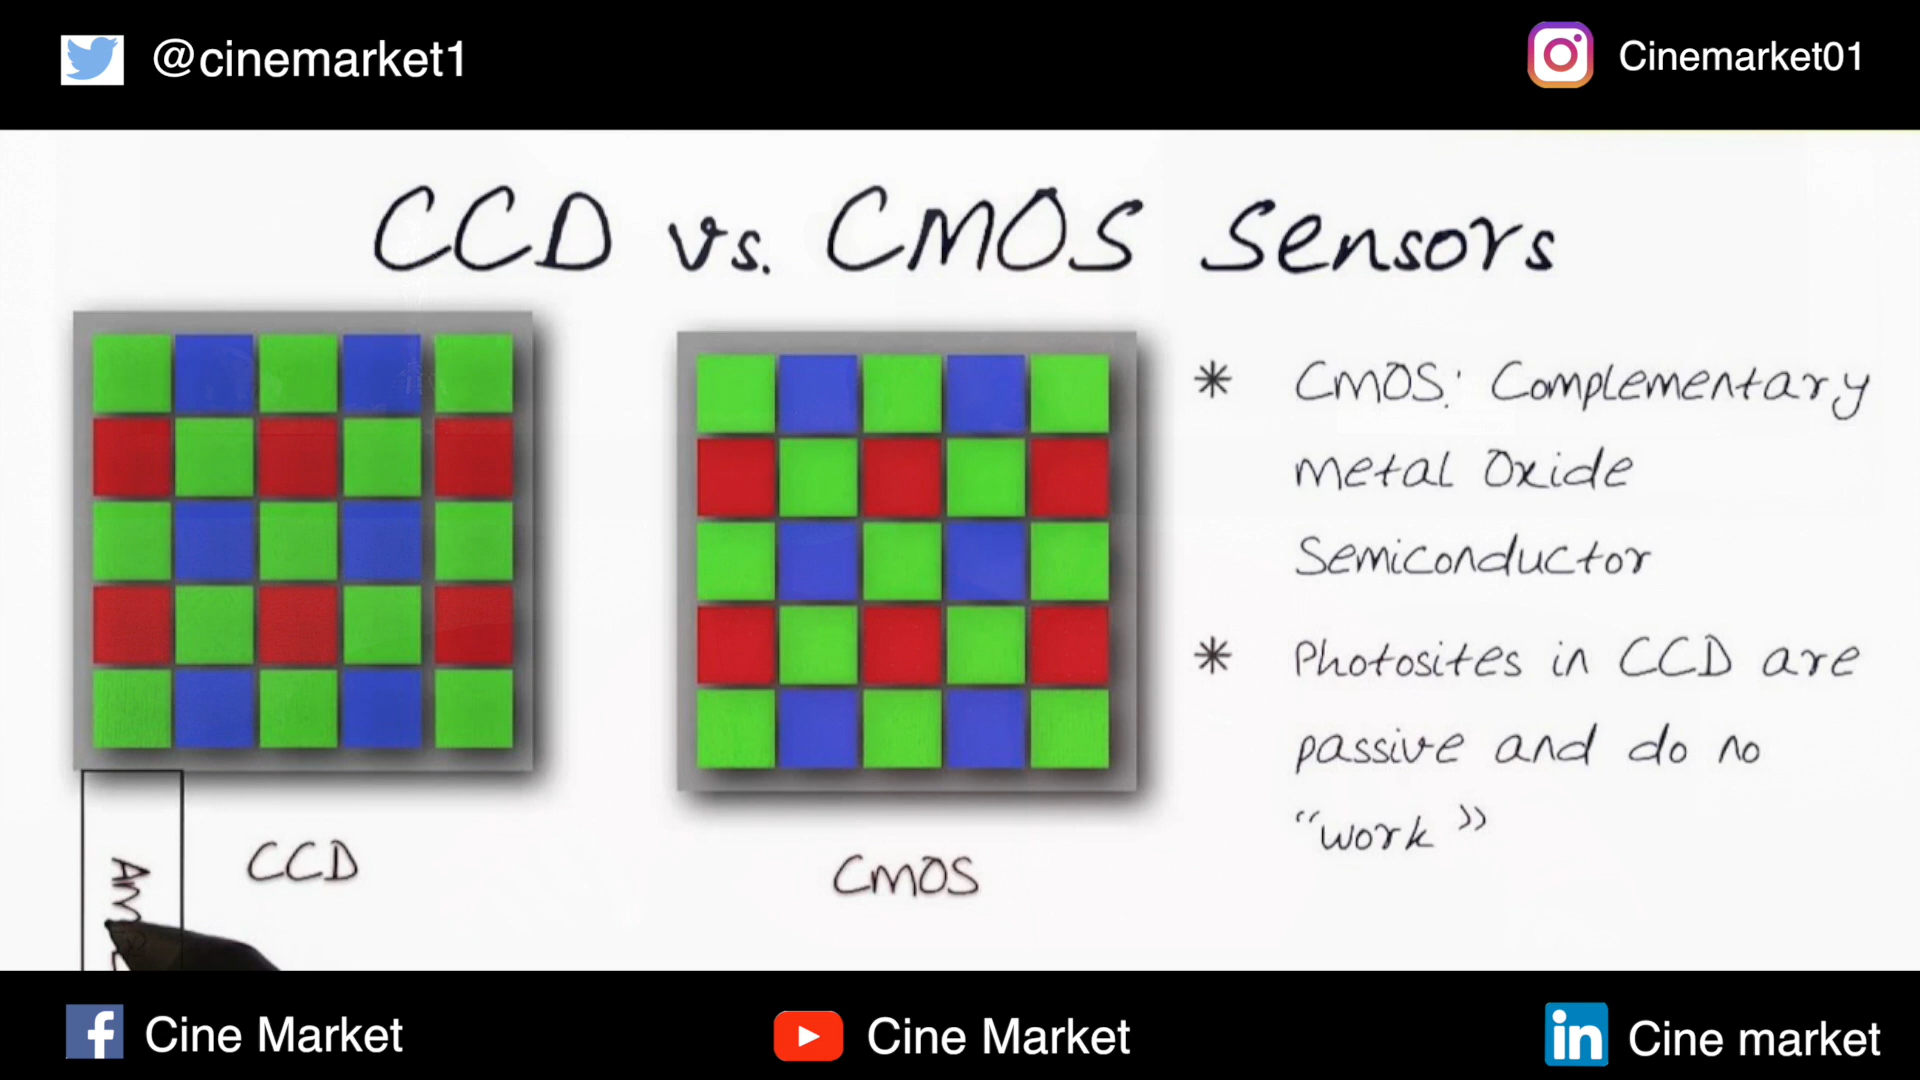 @cinemarket1
Cinemarket01
CCD vs. CMOS Sensors
* CMOS: Complementary
Metal Oxide
Semiconductor
* Photosites in CCD are
passive and do no
"work"
CCD
CMOS
Cine Market
Cine Market
Cine market